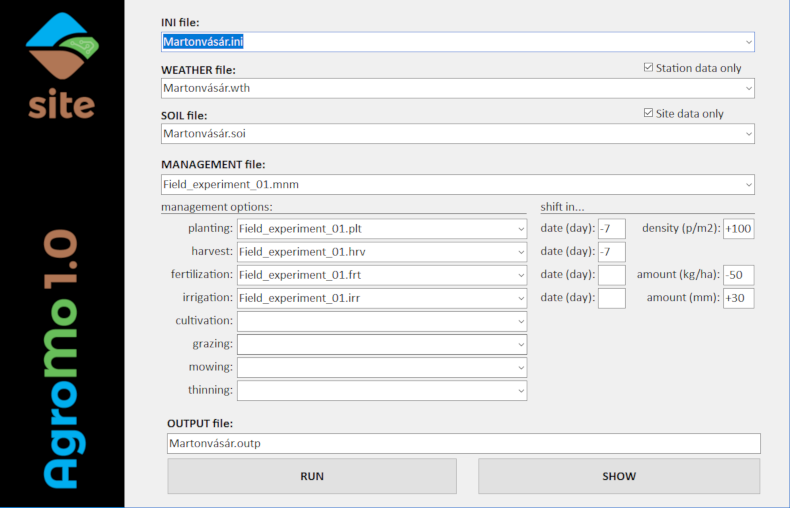 site
Agromo 1.0
INI file:
Martonvásár.ini
WEATHER file:
Station data only
Martonvásár.wth
SOIL file:
Site data only
Martonvásár.soi
MANAGEMENT file:
Field_experiment_01.mnm
management options:
shift in...
planting: Field_experiment_01.plt date (day): -7 density (p/m2): +100
harvest: Field_experiment_01.hrv date (day): -7
fertilization: Field_experiment_01.frt date (day): amount (kg/ha): -50
irrigation: Field_experiment_01.irr date (day): amount (mm): +30
cultivation:
grazing:
mowing:
thinning:
OUTPUT file:
Martonvásár.outp
RUN SHOW